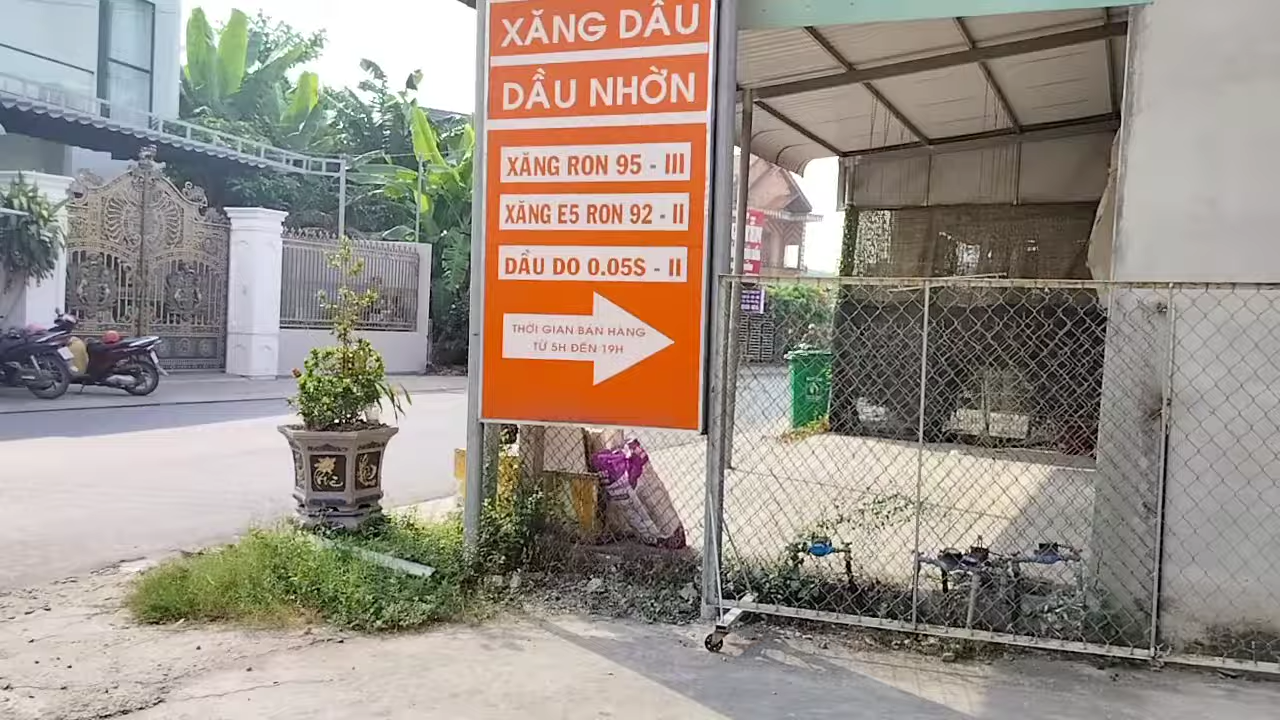 XĂNG DẦU
DẦU NHỜN
XĂNG RON 95 - III
XĂNG E5 RON 92 - II
DẦU DO 0.05S - II
THỜI GIAN BÁN HÀNG
TỪ 5H ĐẾN 19H